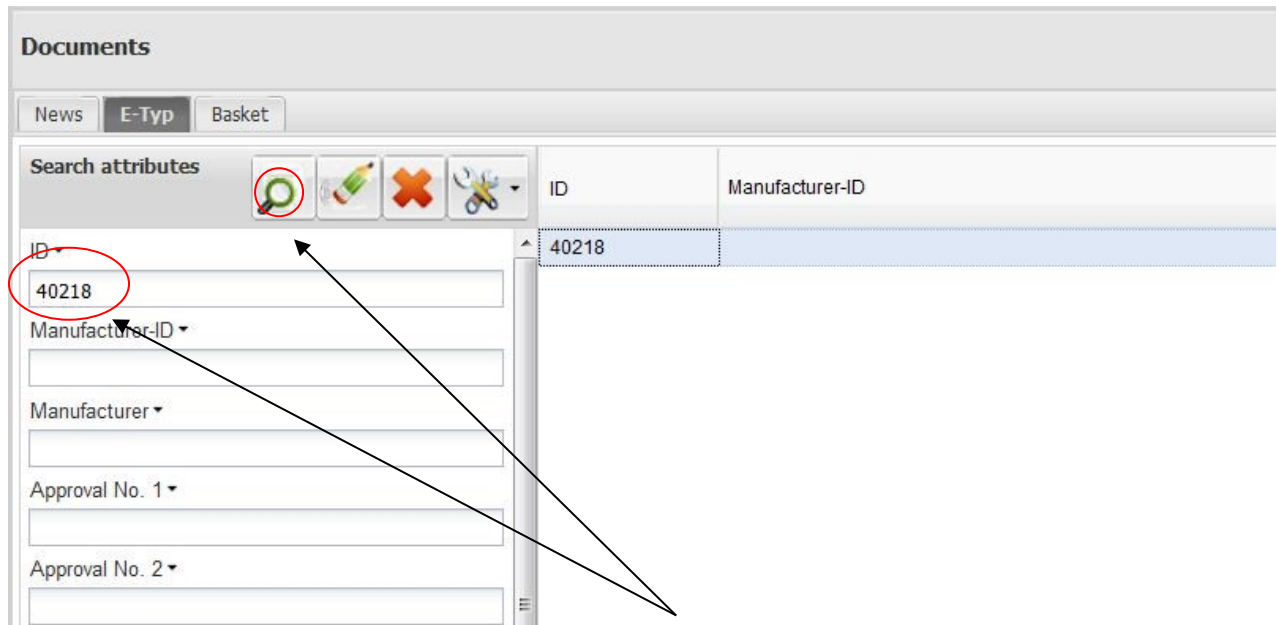 Documents
News E-Typ Basket
Search attributes
ID Manufacturer-ID
ID
40218
40218
Manufacturer-ID
Manufacturer
Approval No. 1
Approval No. 2